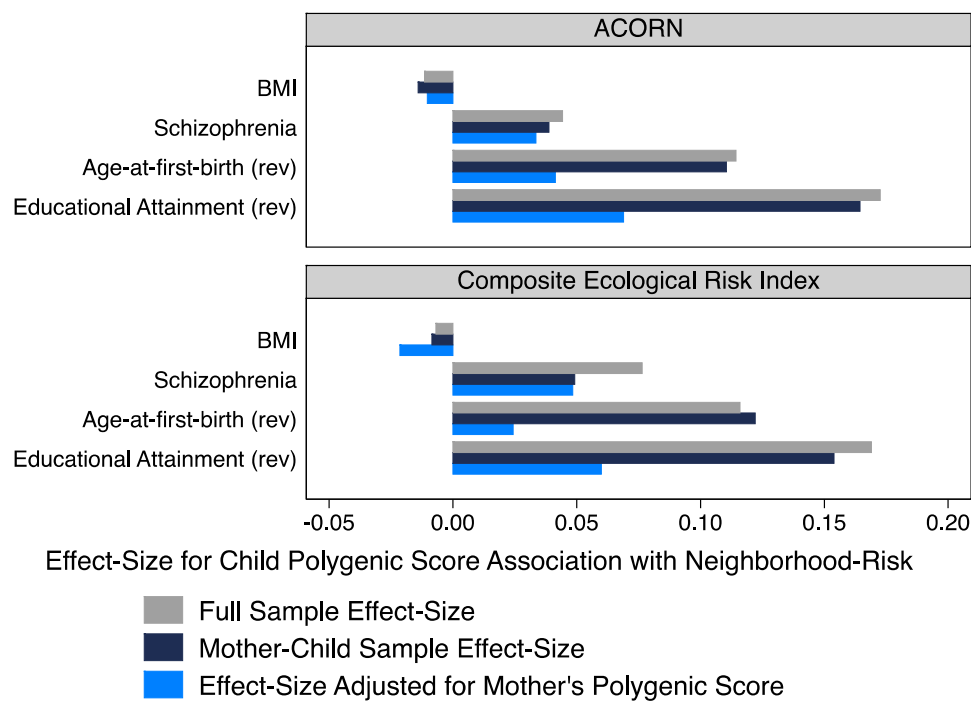 ACORN
BMI
Schizophrenia
Age-at-first-birth (rev)
Educational Attainment (rev)
Composite Ecological Risk Index
BMI
Schizophrenia
Age-at-first-birth (rev)
Educational Attainment (rev)
-0.05 0.00 0.05 0.10 0.15 0.20
Effect-Size for Child Polygenic Score Association with Neighborhood-Risk
Full Sample Effect-Size
Mother-Child Sample Effect-Size
Effect-Size Adjusted for Mother's Polygenic Score